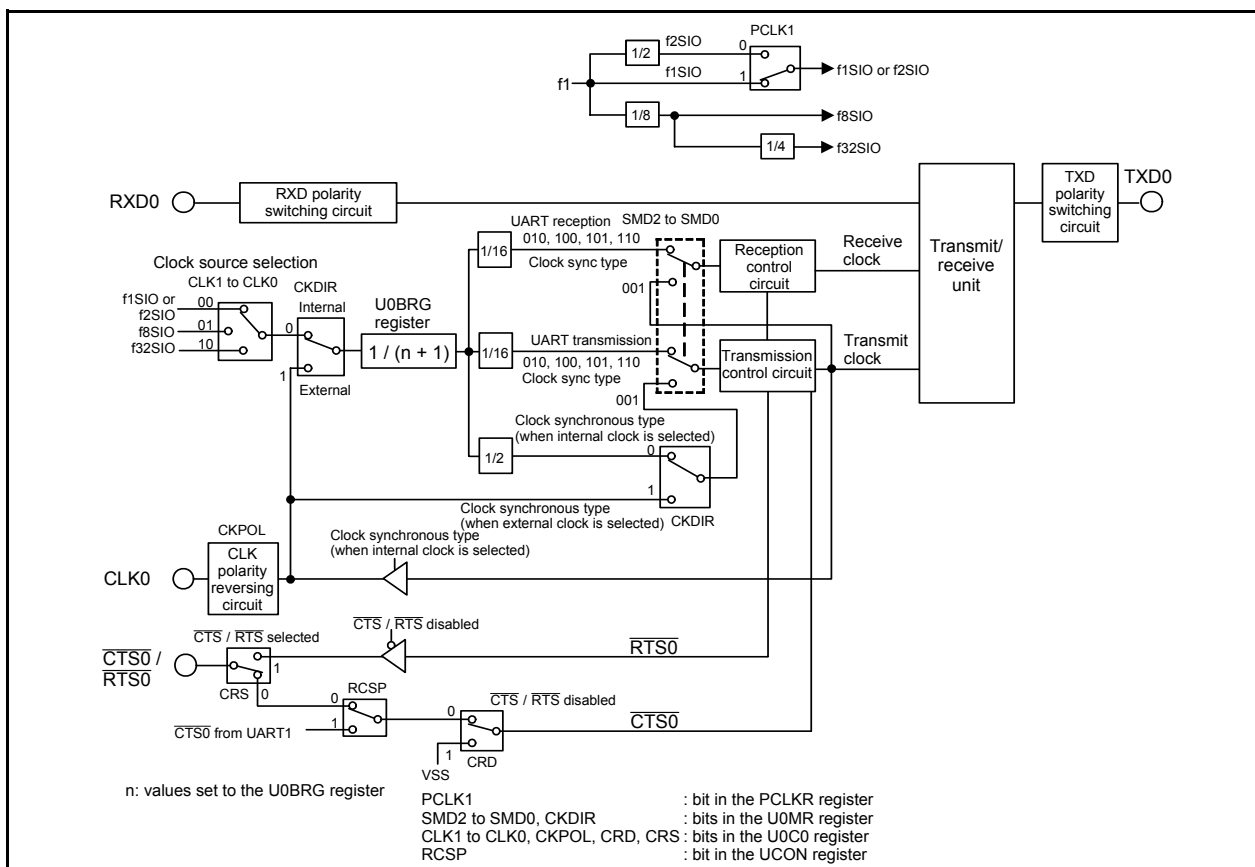 PCLK1
f2SIO
0
1/2
f1SIO
1
f1
f1SIO or f2SIO
1/8
f8SIO
1/4
f32SIO
RXD0
RXD polarity
switching circuit
TXD
polarity
switching
circuit
TXD0
UART reception
SMD2 to SMD0
1/16
010, 100, 101, 110
Clock sync type
Reception
control
circuit
Receive
clock
Transmit/
receive
unit
Clock source selection
CLK1 to CLK0
CKDIR
f1SIO or
f2SIO
00
f8SIO
01
f32SIO
10
Internal
0
1
External
U0BRG
register
1 / (n + 1)
001
1/16
UART transmission
010, 100, 101, 110
Clock sync type
Transmission
control circuit
Transmit
clock
001
Clock synchronous type
(when internal clock is selected)
1/2
0
1
Clock synchronous type
(when external clock is selected)
CKDIR
CKPOL
CLK0
CLK
polarity
reversing
circuit
Clock synchronous type
(when internal clock is selected)
CTS / RTS selected
CTS / RTS disabled
CTS0 /
RTS0
1
CRS
0
RTS0
RCSP
0
1
CTS0 from UART1
CTS / RTS disabled
0
1
VSS
CRD
CTS0
n: values set to the U0BRG register
PCLK1 : bit in the PCLKR register
SMD2 to SMD0, CKDIR : bits in the U0MR register
CLK1 to CLK0, CKPOL, CRD, CRS : bits in the U0C0 register
RCSP : bit in the UCON register